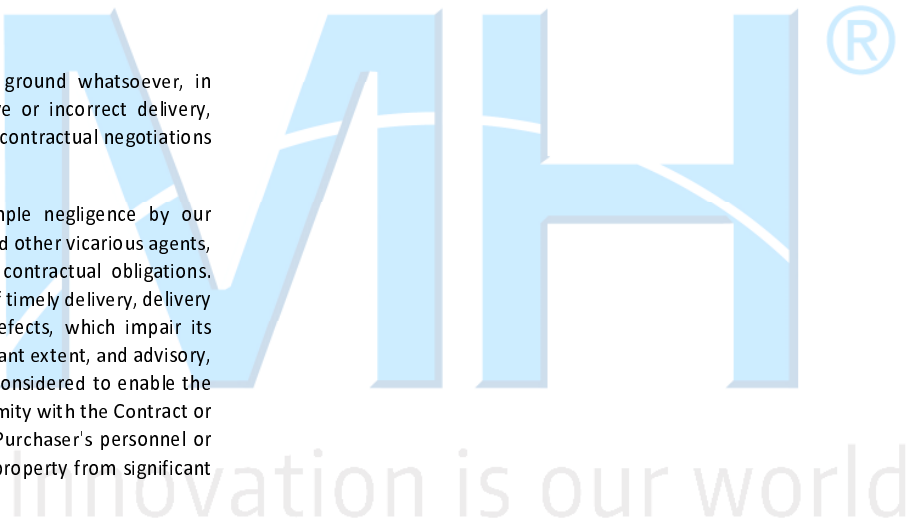 ground whatsoever, in
e or incorrect delivery,
contractual negotiations
mple negligence by our
d other vicarious agents,
contractual obligations.
f timely delivery, delivery
efects, which impair its
ant extent, and advisory,
onsidered to enable the
mity with the Contract or
Purchaser's personnel or
property from significant
MH®
Innovation is our world